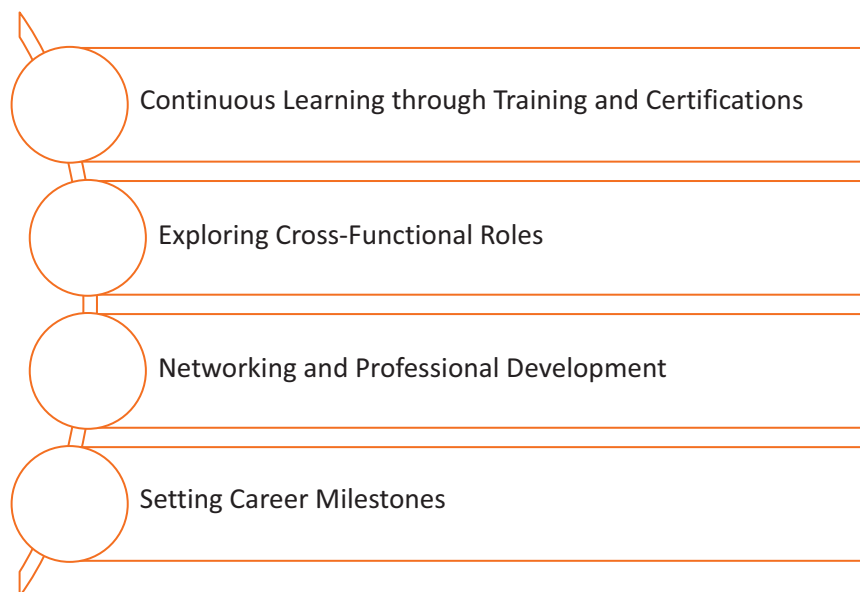 Continuous Learning through Training and Certifications
Exploring Cross-Functional Roles
Networking and Professional Development
Setting Career Milestones